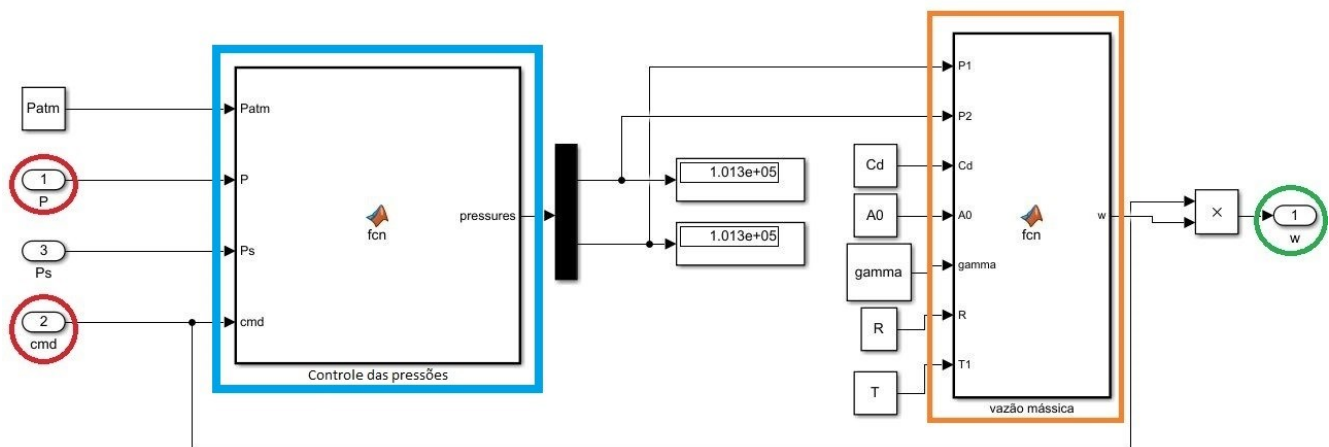 Patm
Patm
1
P
P
3
Ps
Ps
2
cmd
cmd
fcn
pressures
Controle das pressões
1.013e+05
1.013e+05
P1
P2
Cd
Cd
A0
A0
gamma
gamma
R
R
T
T1
fcn
w
vazão mássica
×
1
w